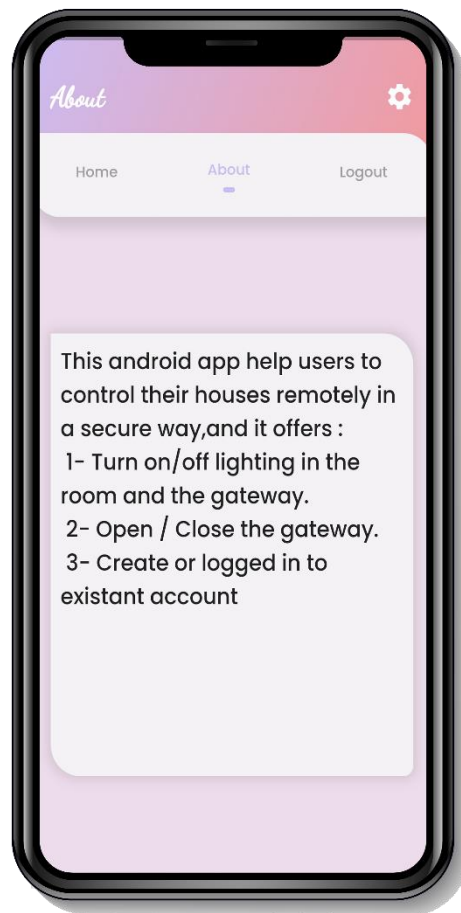 About
Home
About
Logout
This android app help users to
control their houses remotely in
a secure way,and it offers :
1- Turn on/off lighting in the
room and the gateway.
2- Open / Close the gateway.
3- Create or logged in to
existant account